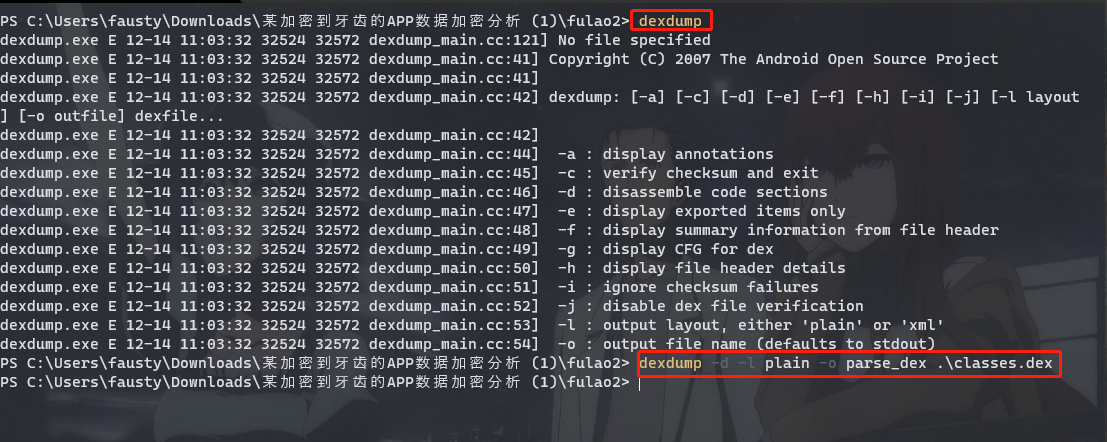 PS C:\Users\fausty\Downloads\某加密到牙齿的APP数据加密分析 (1)\fulao2> dexdump
dexdump.exe E 12-14 11:03:32 32524 32572 dexdump_main.cc:121] No file specified
dexdump.exe E 12-14 11:03:32 32524 32572 dexdump_main.cc:41] Copyright (C) 2007 The Android Open Source Project
dexdump.exe E 12-14 11:03:32 32524 32572 dexdump_main.cc:41]
dexdump.exe E 12-14 11:03:32 32524 32572 dexdump_main.cc:42] dexdump: [-a] [-c] [-d] [-e] [-f] [-h] [-i] [-j] [-l layout
] [-o outfile] dexfile...
dexdump.exe E 12-14 11:03:32 32524 32572 dexdump_main.cc:42]
dexdump.exe E 12-14 11:03:32 32524 32572 dexdump_main.cc:44]  -a : display annotations
dexdump.exe E 12-14 11:03:32 32524 32572 dexdump_main.cc:45]  -c : verify checksum and exit
dexdump.exe E 12-14 11:03:32 32524 32572 dexdump_main.cc:46]  -d : disassemble code sections
dexdump.exe E 12-14 11:03:32 32524 32572 dexdump_main.cc:47]  -e : display exported items only
dexdump.exe E 12-14 11:03:32 32524 32572 dexdump_main.cc:48]  -f : display summary information from file header
dexdump.exe E 12-14 11:03:32 32524 32572 dexdump_main.cc:49]  -g : display CFG for dex
dexdump.exe E 12-14 11:03:32 32524 32572 dexdump_main.cc:50]  -h : display file header details
dexdump.exe E 12-14 11:03:32 32524 32572 dexdump_main.cc:51]  -i : ignore checksum failures
dexdump.exe E 12-14 11:03:32 32524 32572 dexdump_main.cc:52]  -j : disable dex file verification
dexdump.exe E 12-14 11:03:32 32524 32572 dexdump_main.cc:53]  -l : output layout, either 'plain' or 'xml'
dexdump.exe E 12-14 11:03:32 32524 32572 dexdump_main.cc:54]  -o : output file name (defaults to stdout)
PS C:\Users\fausty\Downloads\某加密到牙齿的APP数据加密分析 (1)\fulao2> dexdump -d -l plain -o parse_dex .\classes.dex
PS C:\Users\fausty\Downloads\某加密到牙齿的APP数据加密分析 (1)\fulao2>